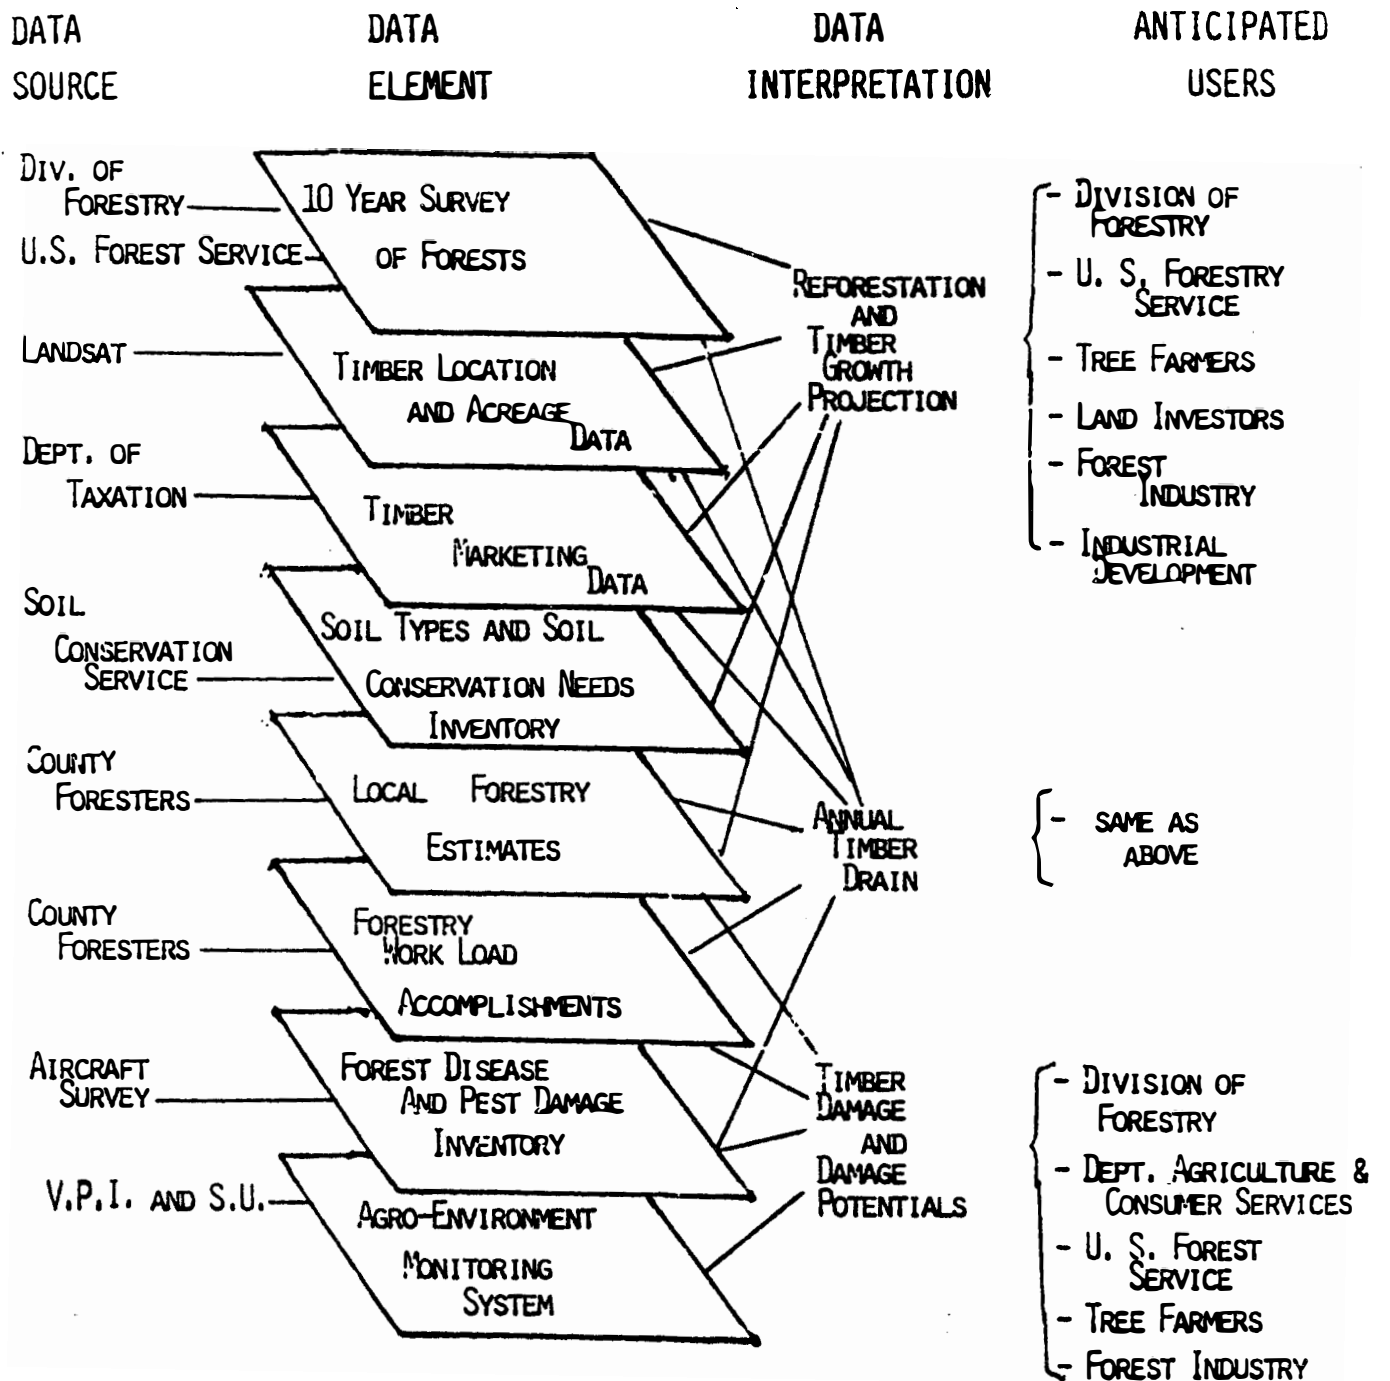 DATA SOURCE
DATA ELEMENT
DATA INTERPRETATION
ANTICIPATED USERS
DIV. OF
FORESTRY
U.S. FOREST SERVICE
LANDSAT
DEPT. OF
TAXATION
SOIL
CONSERVATION
SERVICE
COUNTY
FORESTERS
COUNTY
FORESTERS
AIRCRAFT
SURVEY
V.P.I. AND S.U.
10 YEAR SURVEY
OF FORESTS
TIMBER LOCATION
AND ACREAGE
DATA
TIMBER
MARKETING
DATA
SOIL TYPES AND SOIL
CONSERVATION NEEDS
INVENTORY
LOCAL FORESTRY
ESTIMATES
FORESTRY
WORK LOAD
ACCOMPLISHMENTS
FOREST DISEASE
AND PEST DAMAGE
INVENTORY
AGRO-ENVIRONMENT
MONITORING
SYSTEM
REFORESTATION
AND
TIMBER
GROWTH
PROJECTION
ANNUAL
TIMBER
DRAIN
TIMBER
DAMAGE
AND
DAMAGE
POTENTIALS
- DIVISION OF
FORESTRY
- U. S. FORESTRY
SERVICE
- TREE FARMERS
- LAND INVESTORS
- FOREST
INDUSTRY
- INDUSTRIAL
DEVELOPMENT
- SAME AS
ABOVE
- DIVISION OF
FORESTRY
- DEPT. AGRICULTURE &
CONSUMER SERVICES
- U. S. FOREST
SERVICE
- TREE FARMERS
- FOREST INDUSTRY